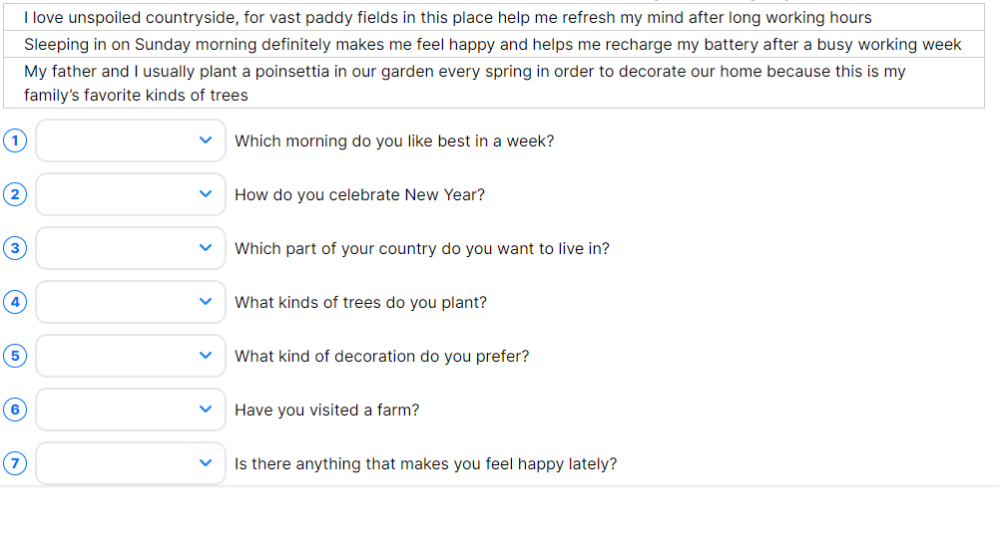 I love unspoiled countryside, for vast paddy fields in this place help me refresh my mind after long working hours
Sleeping in on Sunday morning definitely makes me feel happy and helps me recharge my battery after a busy working week
My father and I usually plant a poinsettia in our garden every spring in order to decorate our home because this is my
family’s favorite kinds of trees
1 Which morning do you like best in a week?
2 How do you celebrate New Year?
3 Which part of your country do you want to live in?
4 What kinds of trees do you plant?
5 What kind of decoration do you prefer?
6 Have you visited a farm?
7 Is there anything that makes you feel happy lately?